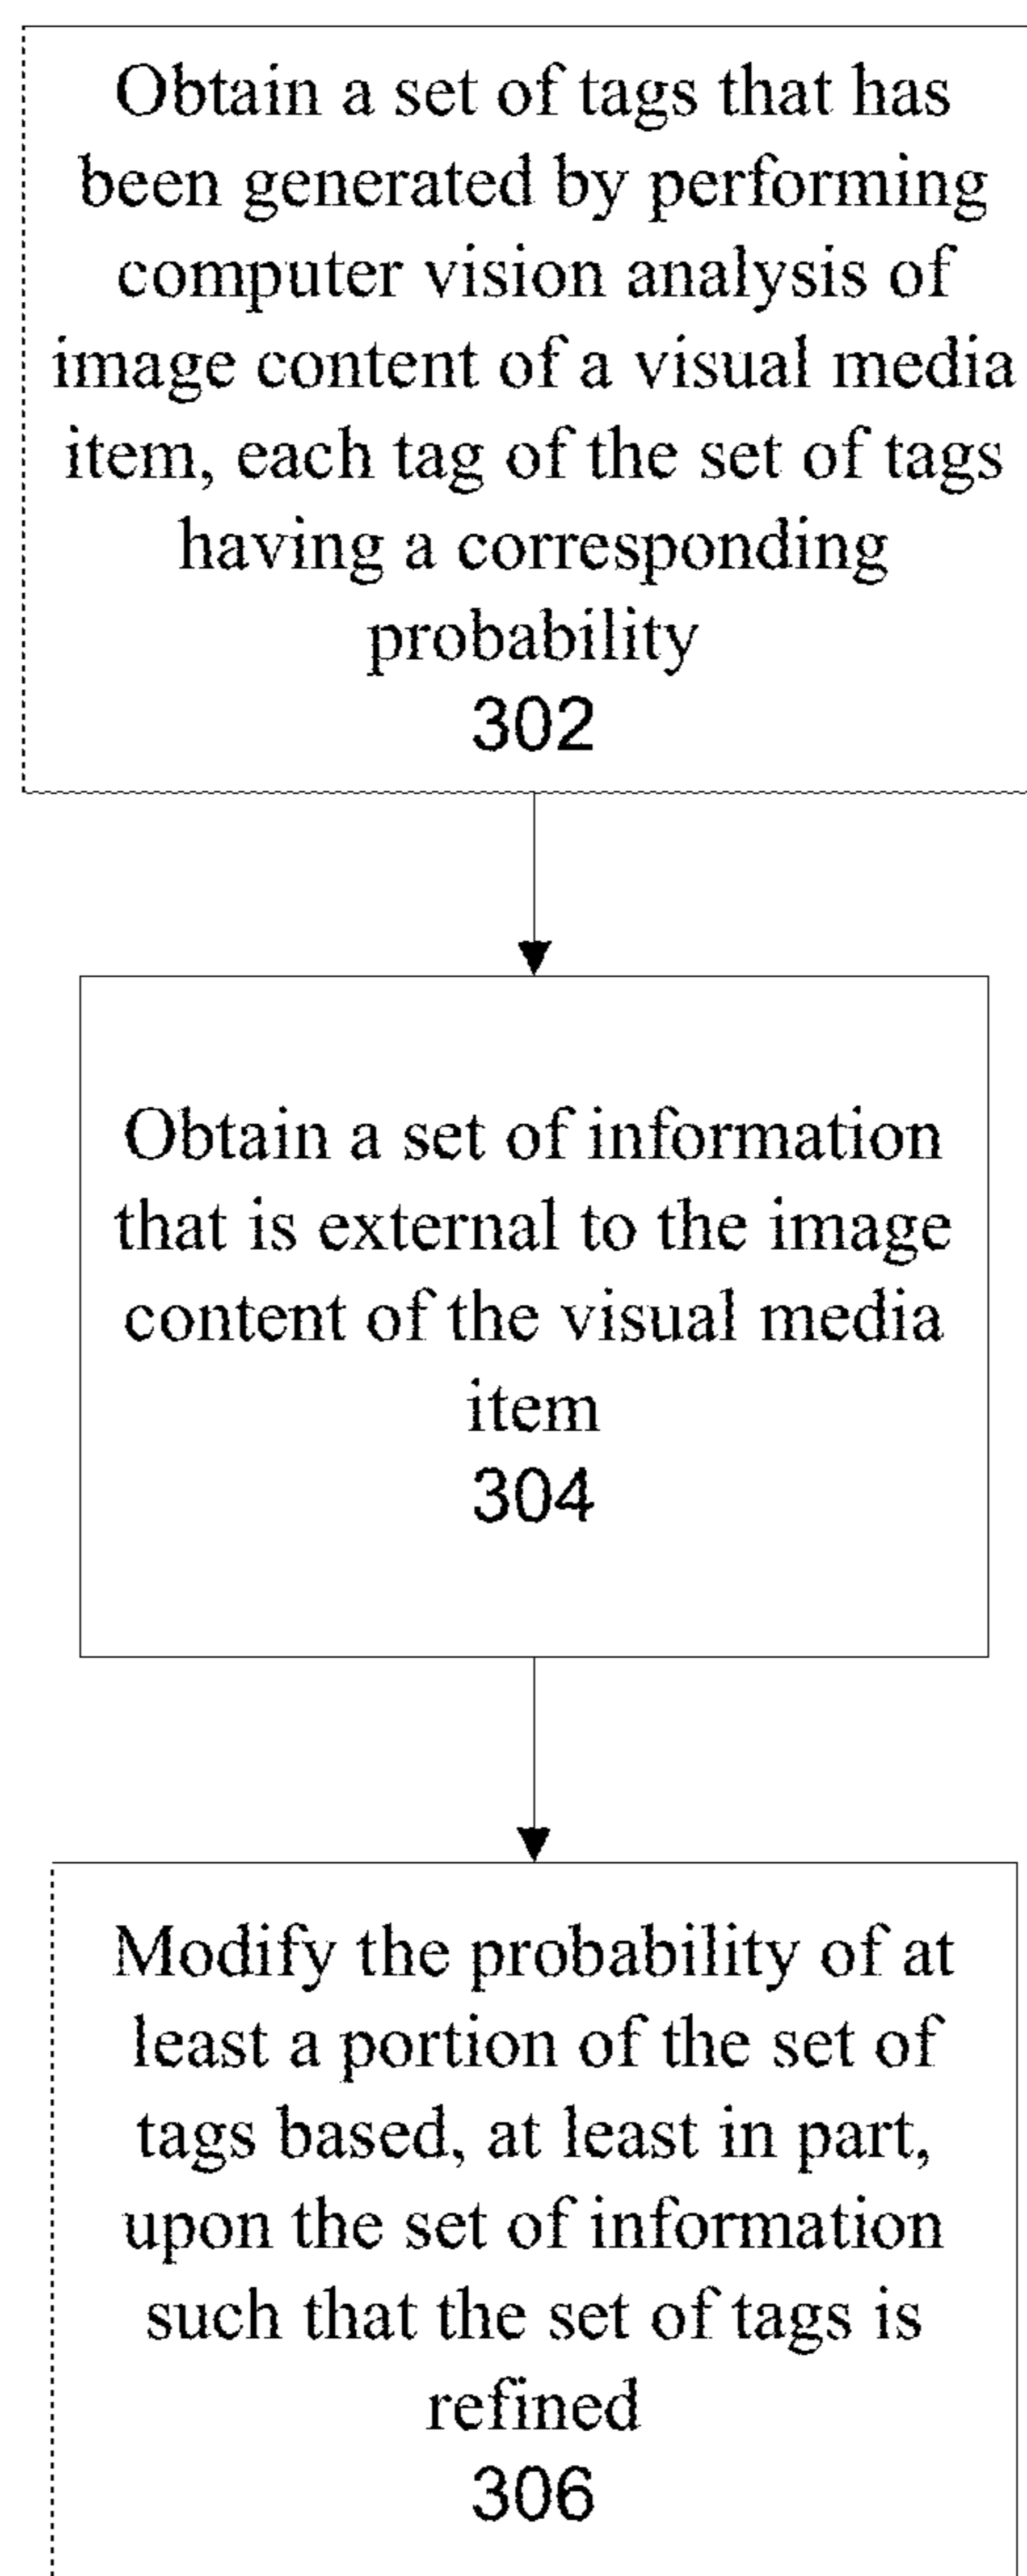 Obtain a set of tags that has
been generated by performing
computer vision analysis of
image content of a visual media
item, each tag of the set of tags
having a corresponding
probability
302
Obtain a set of information
that is external to the image
content of the visual media
item
304
Modify the probability of at
least a portion of the set of
tags based, at least in part,
upon the set of information
such that the set of tags is
refined
306